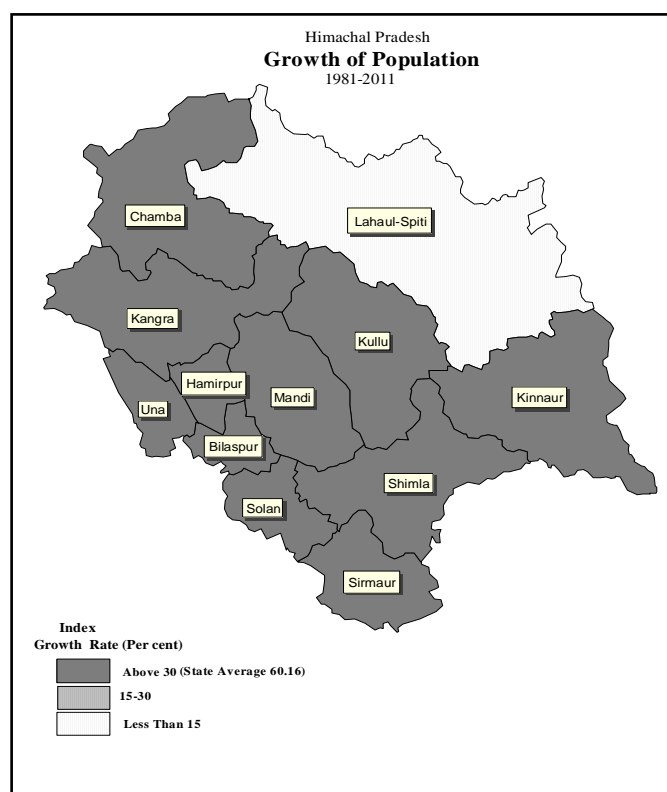 Himachal Pradesh
Growth of Population
1981-2011
Chamba
Lahaul-Spiti
Kangra
Kullu
Hamirpur
Mandi
Kinnaur
Una
Bilaspur
Shimla
Solan
Sirmaur
Index
Growth Rate (Per cent)
Above 30 (State Average 60.16)
15-30
Less Than 15